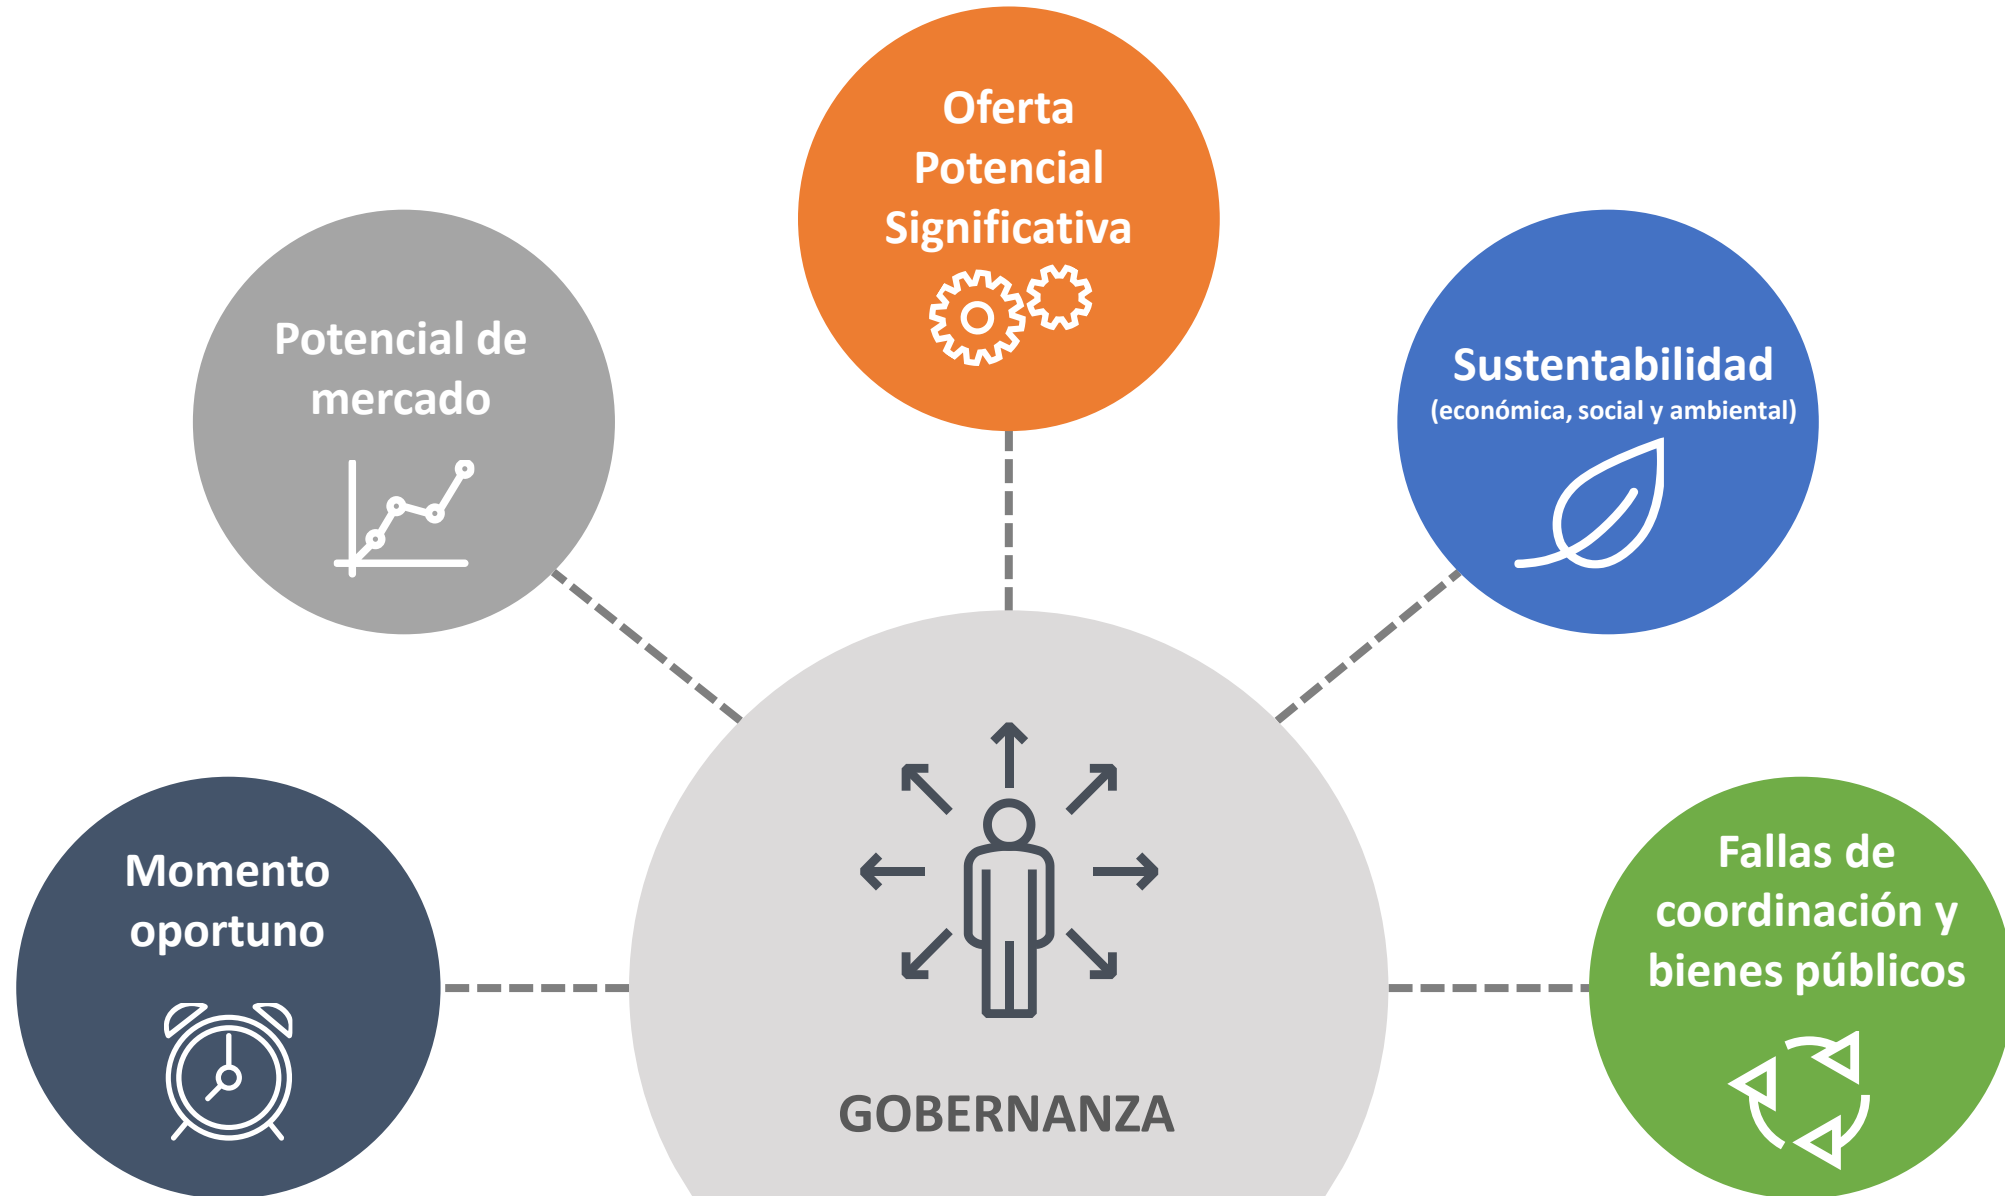 Oferta
Potencial
Significativa
Potencial de
mercado
Sustentabilidad
(económica, social y ambiental)
Momento
oportuno
Fallas de
coordinación y
bienes públicos
GOBERNANZA